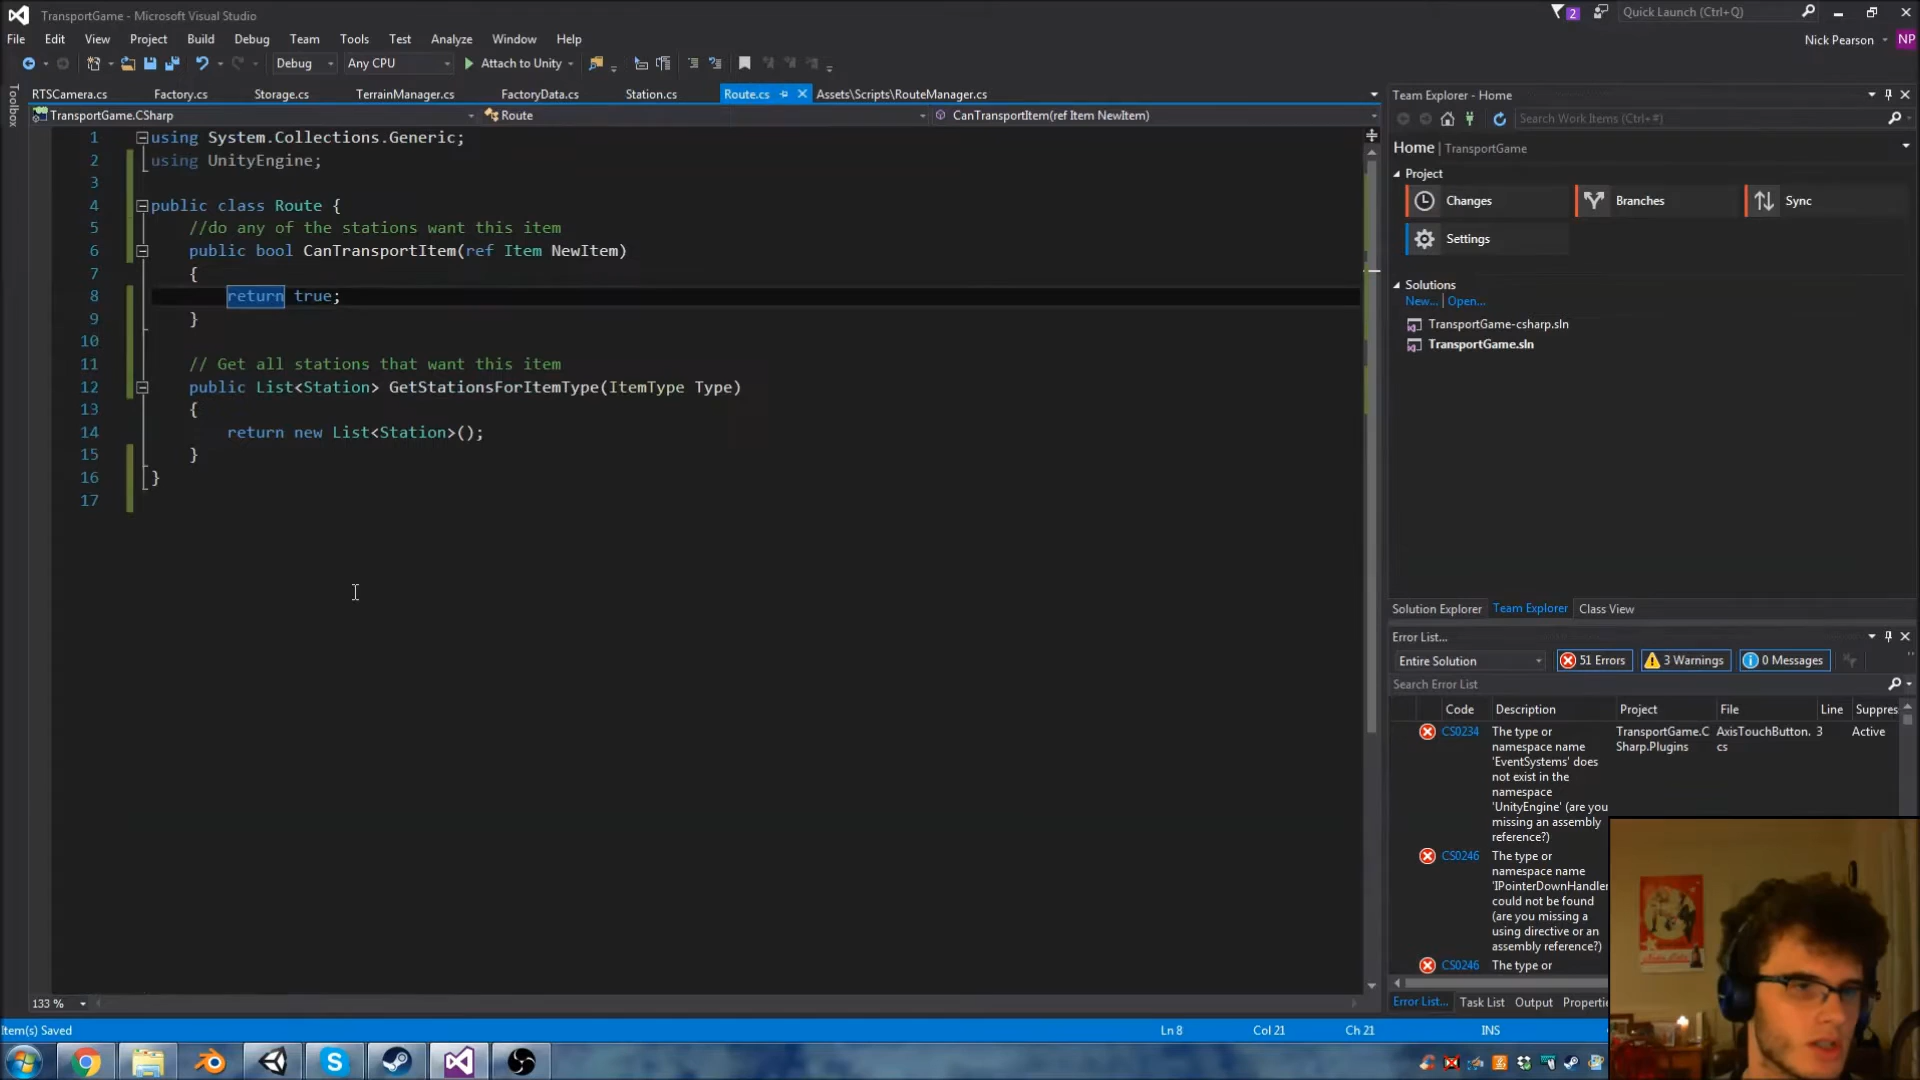 TransportGame - Microsoft Visual Studio
2
Quick Launch (Ctrl+Q)
File Edit View Project Build Debug Team Tools Test Analyze Window Help
Nick Pearson
NP
Debug
Any CPU
Attach to Unity
Toolbox
RTSCamera.cs Factory.cs Storage.cs TerrainManager.cs FactoryData.cs Station.cs Route.cs Assets\Scripts\RouteManager.cs
TransportGame.CSharp
Route
CanTransportItem(ref Item NewItem)
1 using System.Collections.Generic;
2 using UnityEngine;
3
4 public class Route {
5 //do any of the stations want this item
6 public bool CanTransportItem(ref Item NewItem)
7 {
8 return true;
9 }
10
11 // Get all stations that want this item
12 public List<Station> GetStationsForItemType(ItemType Type)
13 {
14 return new List<Station>();
15 }
16 }
17
133 %
Team Explorer - Home
Search Work Items (Ctrl+#)
Home | TransportGame
Project
Changes
Branches
Sync
Settings
Solutions
New... | Open...
TransportGame-csharp.sln
TransportGame.sln
Solution Explorer Team Explorer Class View
Error List...
Entire Solution
51 Errors
3 Warnings
0 Messages
Search Error List
Code Description Project File Line Suppres
CS0234 The type or namespace name 'EventSystems' does not exist in the namespace 'UnityEngine' (are you missing an assembly reference?)
TransportGame.CSharp.Plugins
AxisTouchButton.cs
3
Active
CS0246 The type or namespace name 'IPointerDownHandler could not be found (are you missing a using directive or an assembly reference?)
CS0246 The type or
Error List... Task List Output Properti
Item(s) Saved
Ln 8
Col 21
Ch 21
INS